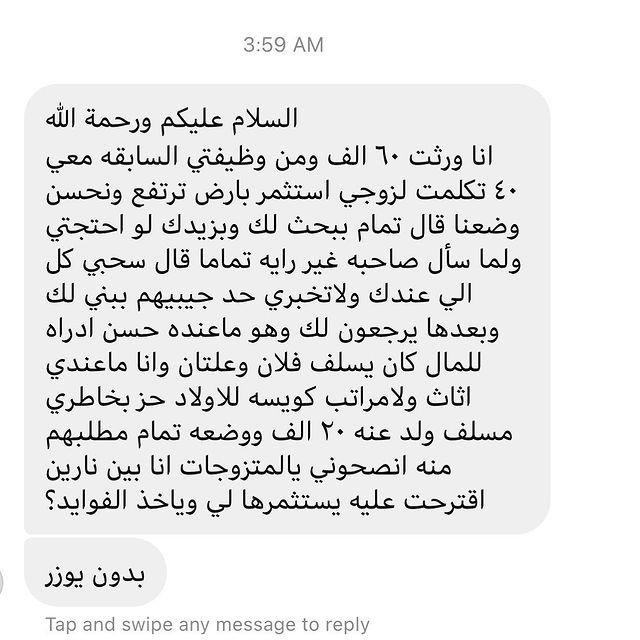 3:59 AM
السلام عليكم ورحمة الله
انا ورثت ٦٠ الف ومن وظيفتي السابقه معي
٤٠ تكلمت لزوجي استثمر بارض ترتفع ونحسن
وضعنا قال تمام ببحث لك وبزيدك لو احتجتي
ولما سأل صاحبه غير رايه تماما قال سحبي كل
الي عندك ولاتخبري حد جيبيهم ببني لك
وبعدها يرجعون لك وهو ماعنده حسن ادراه
للمال كان يسلف فلان وعلتان وانا ماعندي
اثاث ولامراتب كويسه للاولاد حز بخاطري
مسلف ولد عنه ٢٠ الف ووضعه تمام مطلبهم
منه انصحوني يالمتزوجات انا بين نارين
اقترحت عليه يستثمرها لي وياخذ الفوايد؟
بدون يوزر
Tap and swipe any message to reply